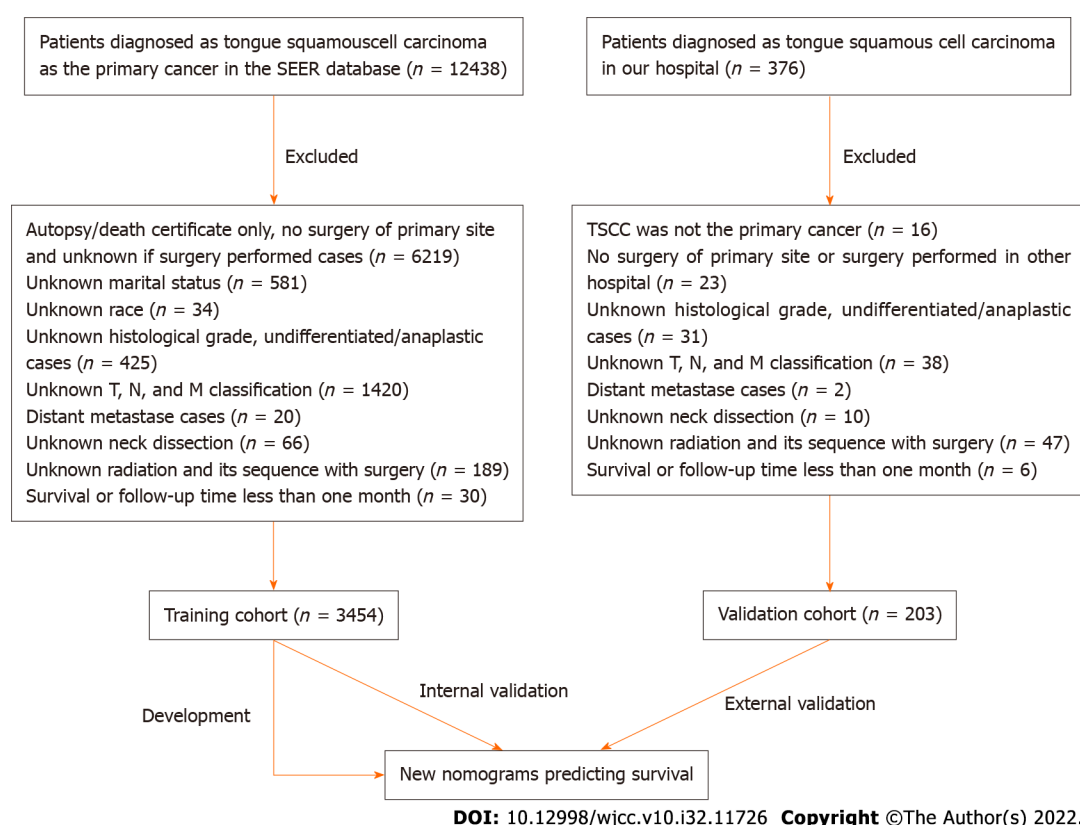 Patients diagnosed as tongue squamouscell carcinoma
as the primary cancer in the SEER database (n = 12438)
Patients diagnosed as tongue squamous cell carcinoma
in our hospital (n = 376)
Excluded
Excluded
Autopsy/death certificate only, no surgery of primary site
and unknown if surgery performed cases (n = 6219)
Unknown marital status (n = 581)
Unknown race (n = 34)
Unknown histological grade, undifferentiated/anaplastic
cases (n = 425)
Unknown T, N, and M classification (n = 1420)
Distant metastase cases (n = 20)
Unknown neck dissection (n = 66)
Unknown radiation and its sequence with surgery (n = 189)
Survival or follow-up time less than one month (n = 30)
TSCC was not the primary cancer (n = 16)
No surgery of primary site or surgery performed in other
hospital (n = 23)
Unknown histological grade, undifferentiated/anaplastic
cases (n = 31)
Unknown T, N, and M classification (n = 38)
Distant metastase cases (n = 2)
Unknown neck dissection (n = 10)
Unknown radiation and its sequence with surgery (n = 47)
Survival or follow-up time less than one month (n = 6)
Training cohort (n = 3454)
Validation cohort (n = 203)
Internal validation
External validation
Development
New nomograms predicting survival
DOI: 10.12998/wjcc.v10.i32.11726 Copyright ©The Author(s) 2022.